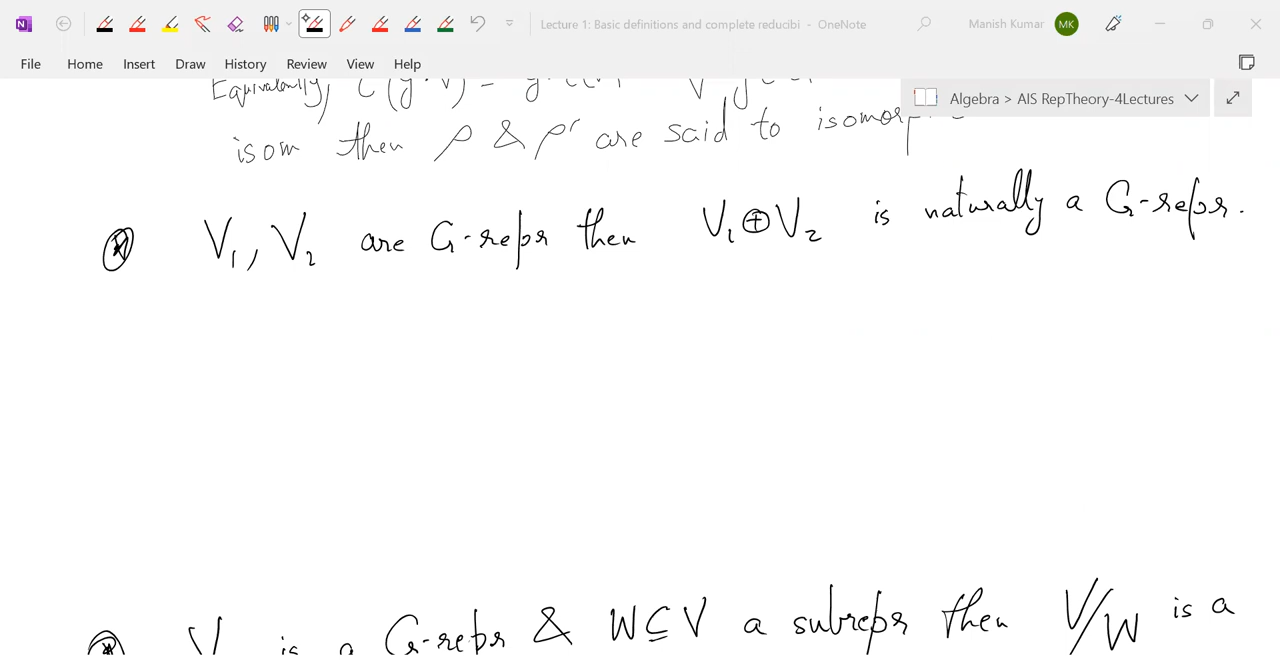 Lecture 1: Basic definitions and complete reducibi - OneNote
Manish Kumar
MK
File Home Insert Draw History Review View Help
Algebra > AIS RepTheory-4Lectures
Equivalently,
isom then ρ & ρ' are said to isomorp
V₁, V₂ are G-repr then V₁⊕V₂ is naturally a G-repr.
V is a G-repr & W⊆V a subrepr then V/W is a